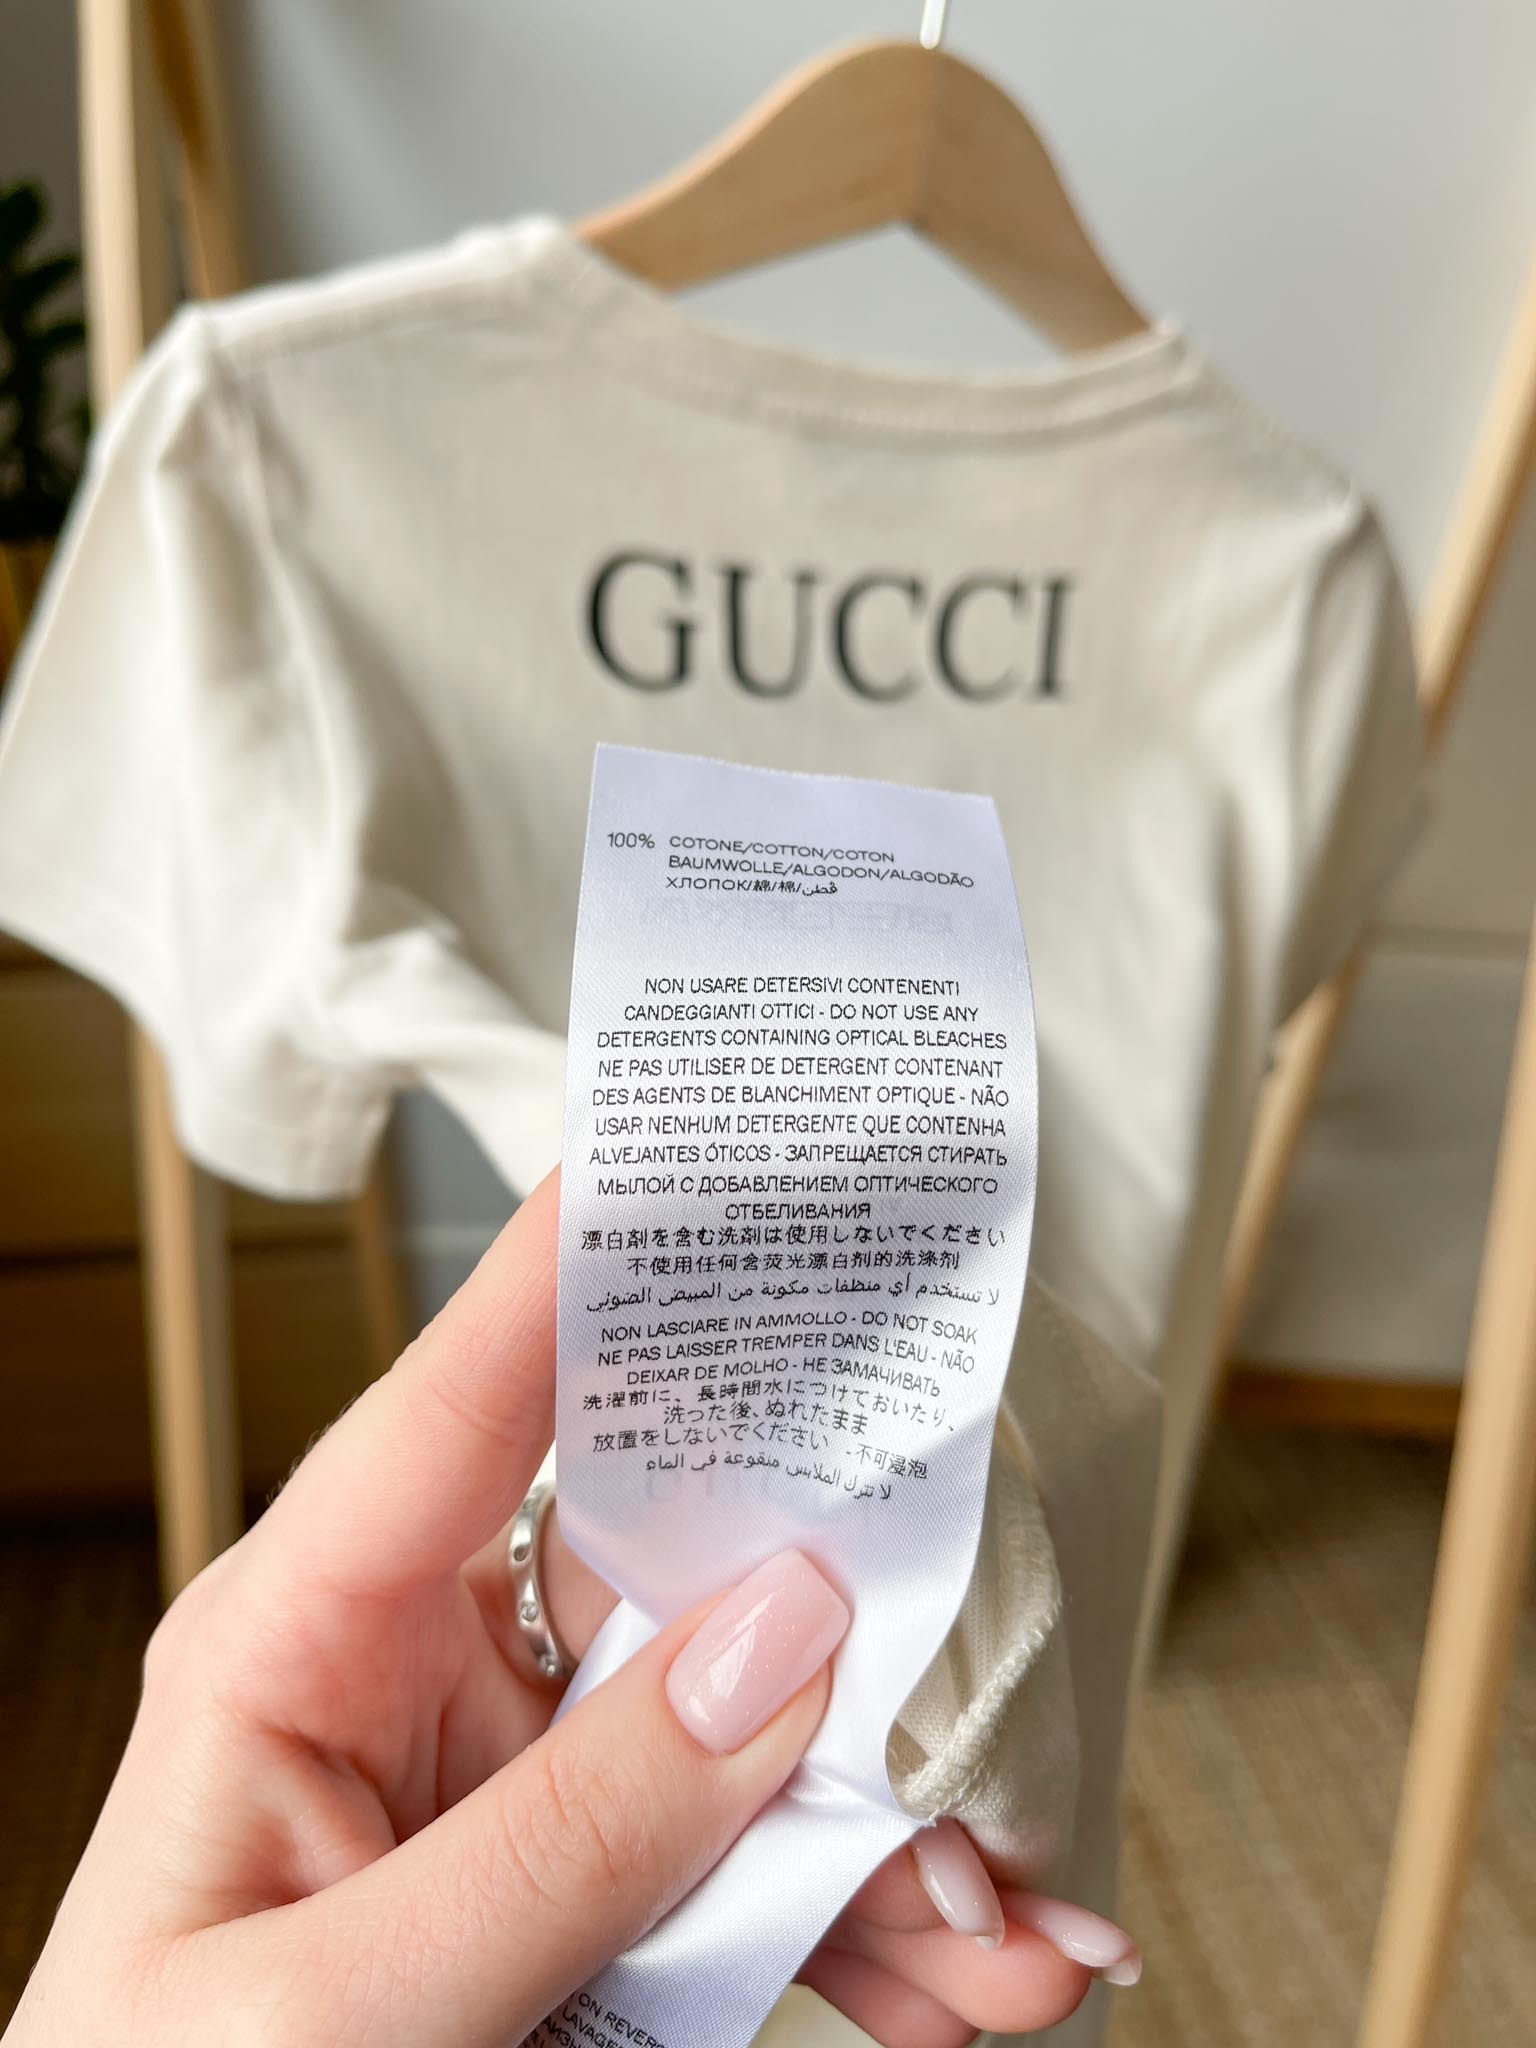 GUCCI
100% COTONE/COTTON/COTON
BAUMWOLLE/ALGODON/ALGODÃO
ХЛОПОК/綿/棉/قطن
NON USARE DETERSIVI CONTENENTI
CANDEGGIANTI OTTICI - DO NOT USE ANY
DETERGENTS CONTAINING OPTICAL BLEACHES
NE PAS UTILISER DE DETERGENT CONTENANT
DES AGENTS DE BLANCHIMENT OPTIQUE - NÃO
USAR NENHUM DETERGENTE QUE CONTENHA
ALVEJANTES ÓTICOS - ЗАПРЕЩАЕТСЯ СТИРАТЬ
МЫЛОЙ С ДОБАВЛЕНИЕМ ОПТИЧЕСКОГО
ОТБЕЛИВАНИЯ
漂白剤を含む洗剤は使用しないでください
不使用任何含荧光漂白剂的洗涤剂
لا تستخدم أي منظفات مكونة من المبيض الضوئي
NON LASCIARE IN AMMOLLO - DO NOT SOAK
NE PAS LAISSER TREMPER DANS L'EAU - NÃO
DEIXAR DE MOLHO - НЕ ЗАМАЧИВАТЬ
洗濯前に、長時間水につけておいたり、
洗った後、ぬれたまま
放置をしないでください - 不可浸泡
لا تترك الملابس منقوعة في الماء
ON REVERS
LAVAGE